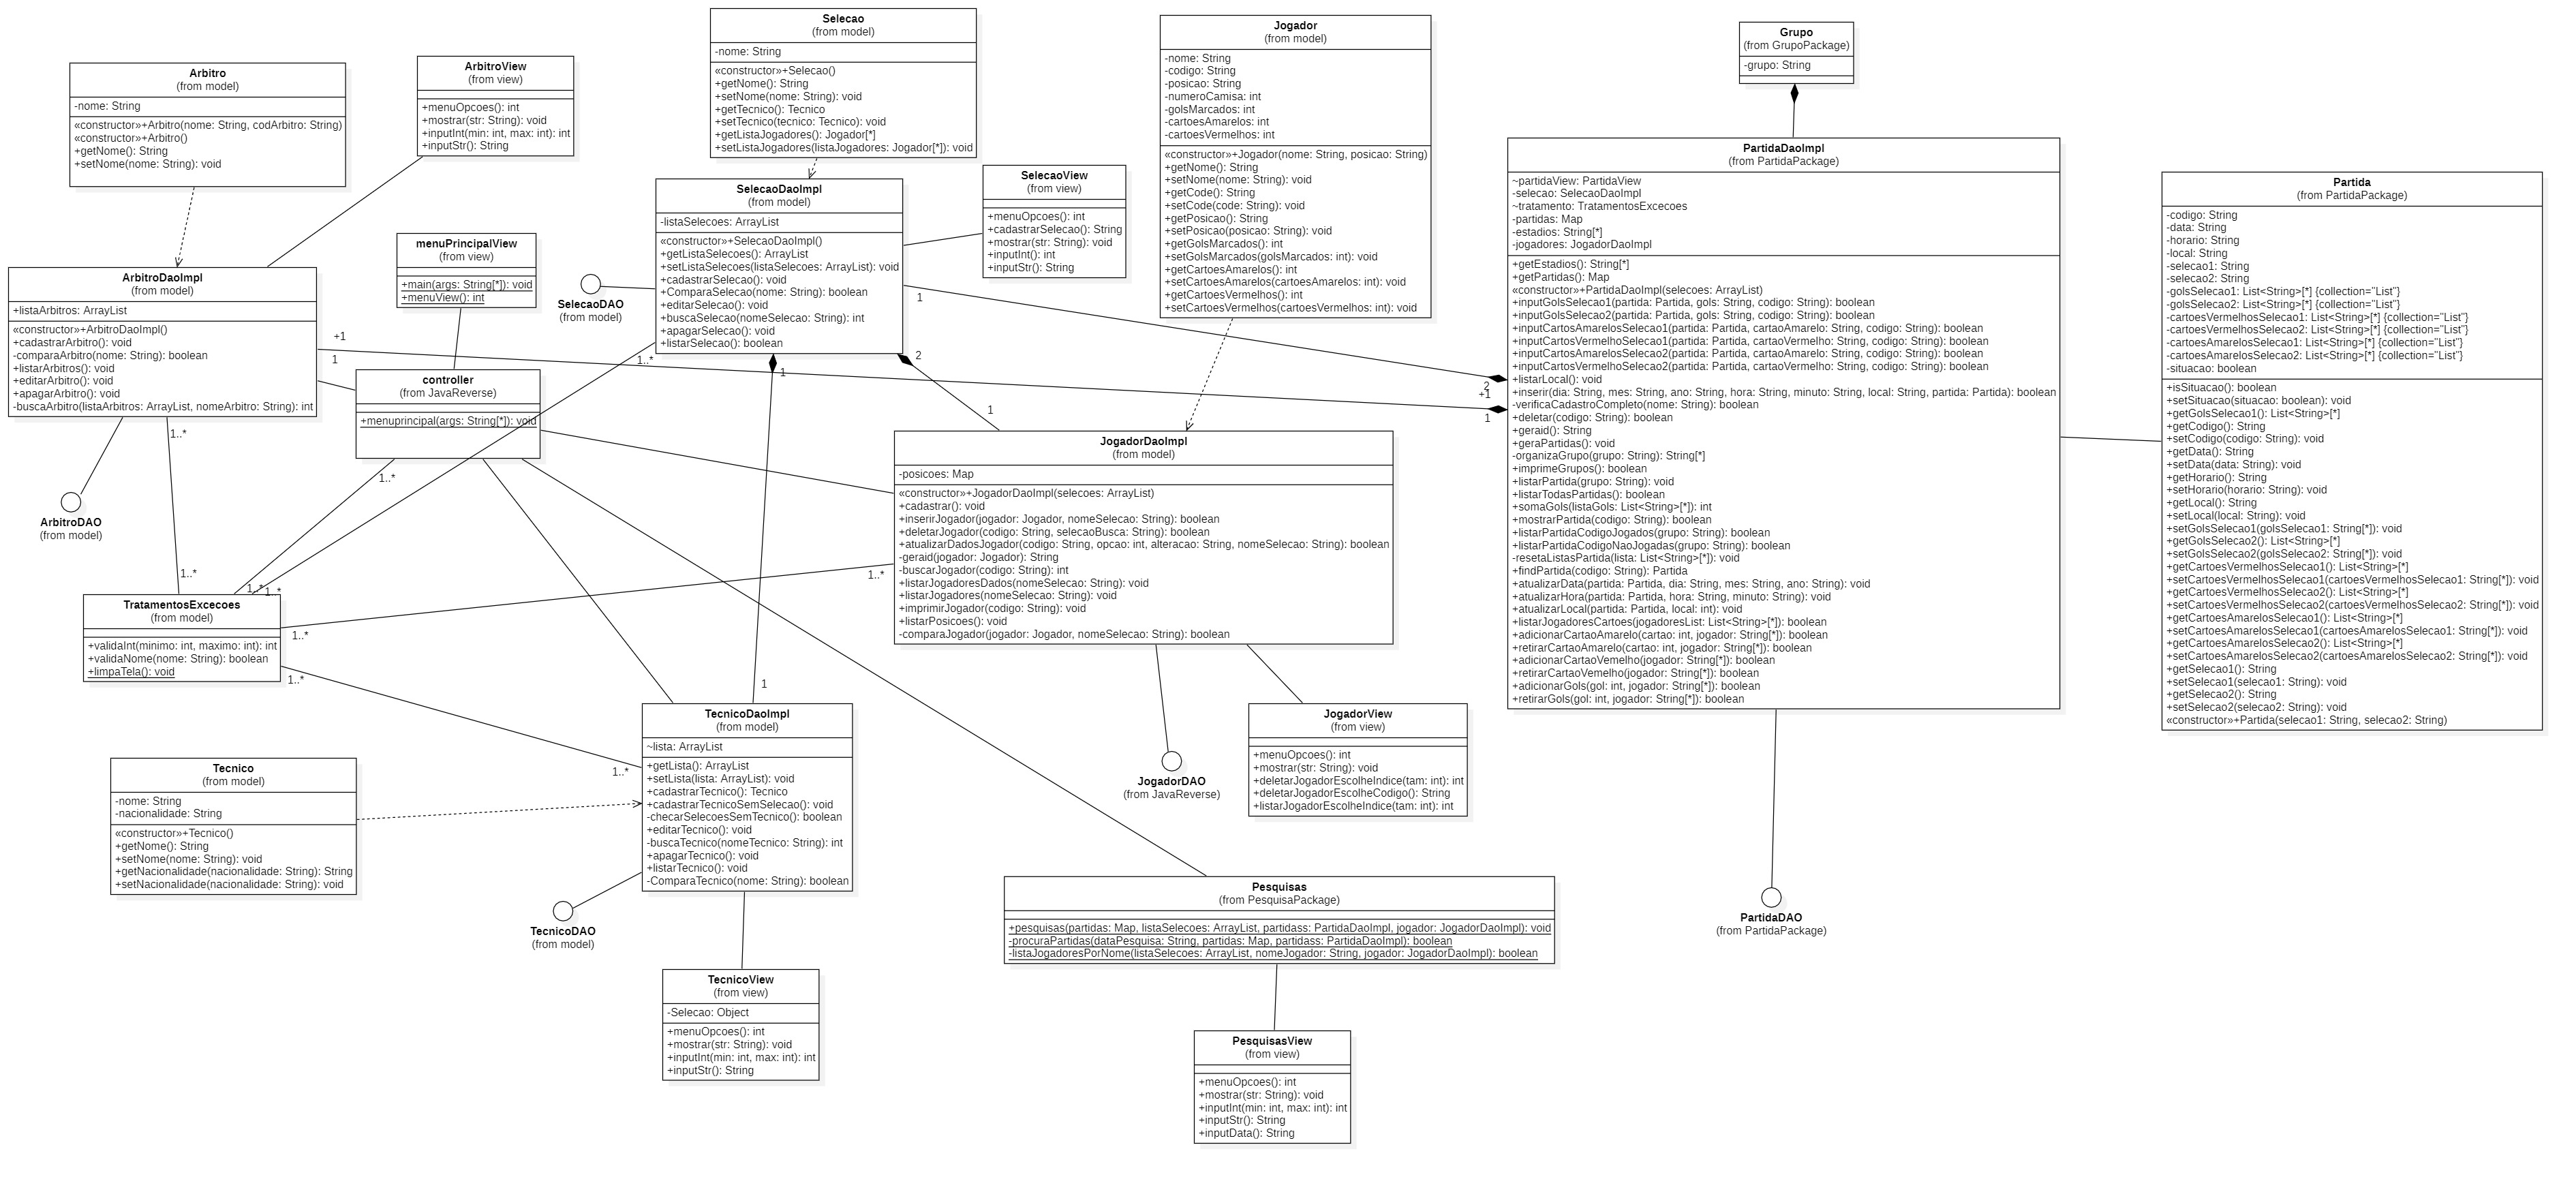 Arbitro
(from model)
-nome: String
«constructor»+Arbitro(nome: String, codArbitro: String)
«constructor»+Arbitro()
+getNome(): String
+setNome(nome: String): void
ArbitroView
(from view)
+menuOpcoes(): int
+mostrar(str: String): void
+inputInt(min: int, max: int): int
+inputStr(): String
Selecao
(from model)
-nome: String
«constructor»+Selecao()
+getNome(): String
+setNome(nome: String): void
+getTecnico(): Tecnico
+setTecnico(tecnico: Tecnico): void
+getListaJogadores(): Jogador[*]
+setListaJogadores(listaJogadores: Jogador[*]): void
Jogador
(from model)
-nome: String
-codigo: String
-posicao: String
-numeroCamisa: int
-golsMarcados: int
-cartoesAmarelos: int
-cartoesVermelhos: int
«constructor»+Jogador(nome: String, posicao: String)
+getNome(): String
+setNome(nome: String): void
+getCode(): String
+setCode(code: String): void
+getPosicao(): String
+setPosicao(posicao: String): void
+getGolsMarcados(): int
+setGolsMarcados(golsMarcados: int): void
+getCartoesAmarelos(): int
+setCartoesAmarelos(cartoesAmarelos: int): void
+getCartoesVermelhos(): int
+setCartoesVermelhos(cartoesVermelhos: int): void
Grupo
(from GrupoPackage)
-grupo: String
PartidaDaoImpl
(from PartidaPackage)
~partidaView: PartidaView
-selecao: SelecaoDaoImpl
~tratamento: TratamentosExcecoes
-partidas: Map
-estadios: String[*]
-jogadores: JogadorDaoImpl
+getEstadios(): String[*]
+getPartidas(): Map
«constructor»+PartidaDaoImpl(selecoes: ArrayList)
+inputGolsSelecao1(partida: Partida, gols: String, codigo: String): boolean
+inputGolsSelecao2(partida: Partida, gols: String, codigo: String): boolean
+inputCartosAmarelosSelecao1(partida: Partida, cartaoAmarelo: String, codigo: String): boolean
+inputCartosVermelhoSelecao1(partida: Partida, cartaoVermelho: String, codigo: String): boolean
+inputCartosAmarelosSelecao2(partida: Partida, cartaoAmarelo: String, codigo: String): boolean
+inputCartosVermelhoSelecao2(partida: Partida, cartaoVermelho: String, codigo: String): boolean
+listarLocal(): void
+inserir(dia: String, mes: String, ano: String, hora: String, minuto: String, local: String, partida: Partida): boolean
-verificaCadastroCompleto(nome: String): boolean
+deletar(codigo: String): boolean
+geraid(): String
+geraPartidas(): void
-organizaGrupo(grupo: String): String[*]
+imprimeGrupos(): boolean
+listarPartida(grupo: String): void
+listarTodasPartidas(): boolean
+somaGols(listaGols: List<String>[*]): int
+mostrarPartida(codigo: String): boolean
+listarPartidaCodigoJogados(grupo: String): boolean
+listarPartidaCodigoNaoJogadas(grupo: String): boolean
-resetaListasPartida(lista: List<String>[*]): void
+findPartida(codigo: String): Partida
+atualizarData(partida: Partida, dia: String, mes: String, ano: String): void
+atualizarHora(partida: Partida, hora: String, minuto: String): void
+atualizarLocal(partida: Partida, local: int): void
+listarJogadoresCartoes(jogadoresList: List<String>[*]): boolean
+adicionarCartaoAmarelo(cartao: int, jogador: String[*]): boolean
+retirarCartaoAmarelo(cartao: int, jogador: String[*]): boolean
+adicionarCartaoVemelho(jogador: String[*]): boolean
+retirarCartaoVemelho(jogador: String[*]): boolean
+adicionarGols(gol: int, jogador: String[*]): boolean
+retirarGols(gol: int, jogador: String[*]): boolean
Partida
(from PartidaPackage)
-codigo: String
-data: String
-horario: String
-local: String
-selecao1: String
-selecao2: String
-golsSelecao1: List<String>[*] {collection="List"}
-golsSelecao2: List<String>[*] {collection="List"}
-cartoesVermelhosSelecao1: List<String>[*] {collection="List"}
-cartoesVermelhosSelecao2: List<String>[*] {collection="List"}
-cartoesAmarelosSelecao1: List<String>[*] {collection="List"}
-cartoesAmarelosSelecao2: List<String>[*] {collection="List"}
-situacao: boolean
+isSituacao(): boolean
+setSituacao(situacao: boolean): void
+getGolsSelecao1(): List<String>[*]
+getCodigo(): String
+setCodigo(codigo: String): void
+getData(): String
+setData(data: String): void
+getHorario(): String
+setHorario(horario: String): void
+getLocal(): String
+setLocal(local: String): void
+setGolsSelecao1(golsSelecao1: String[*]): void
+getGolsSelecao2(): List<String>[*]
+setGolsSelecao2(golsSelecao2: String[*]): void
+getCartoesVermelhosSelecao1(): List<String>[*]
+setCartoesVermelhosSelecao1(cartoesVermelhosSelecao1: String[*]): void
+getCartoesVermelhosSelecao2(): List<String>[*]
+setCartoesVermelhosSelecao2(cartoesVermelhosSelecao2: String[*]): void
+getCartoesAmarelosSelecao1(): List<String>[*]
+setCartoesAmarelosSelecao1(cartoesAmarelosSelecao1: String[*]): void
+getCartoesAmarelosSelecao2(): List<String>[*]
+setCartoesAmarelosSelecao2(cartoesAmarelosSelecao2: String[*]): void
+getSelecao1(): String
+setSelecao1(selecao1: String): void
+getSelecao2(): String
+setSelecao2(selecao2: String): void
«constructor»+Partida(selecao1: String, selecao2: String)
SelecaoDaoImpl
(from model)
-listaSelecoes: ArrayList
«constructor»+SelecaoDaoImpl()
+getListaSelecoes(): ArrayList
+setListaSelecoes(listaSelecoes: ArrayList): void
+cadastrarSelecao(): void
+ComparaSelecao(nome: String): boolean
+editarSelecao(): void
+buscaSelecao(nomeSelecao: String): int
+apagarSelecao(): void
+listarSelecao(): boolean
SelecaoView
(from view)
+menuOpcoes(): int
+cadastrarSelecao(): String
+mostrar(str: String): void
+inputInt(): int
+inputStr(): String
SelecaoDAO
(from model)
menuPrincipalView
(from view)
+main(args: String[*]): void
+menuView(): int
ArbitroDaoImpl
(from model)
+listaArbitros: ArrayList
«constructor»+ArbitroDaoImpl()
+cadastrarArbitro(): void
-comparaArbitro(nome: String): boolean
+listarArbitros(): void
+editarArbitro(): void
+apagarArbitro(): void
-buscaArbitro(listaArbitros: ArrayList, nomeArbitro: String): int
+1
1
1..*
1
2
1
2
+1
1
1
controller
(from JavaReverse)
+menuprincipal(args: String[*]): void
1..*
1..*
JogadorDaoImpl
(from model)
-posicoes: Map
«constructor»+JogadorDaoImpl(selecoes: ArrayList)
+cadastrar(): void
+inserirJogador(jogador: Jogador, nomeSelecao: String): boolean
+deletarJogador(codigo: String, selecaoBusca: String): boolean
+atualizarDadosJogador(codigo: String, opcao: int, alteracao: String, nomeSelecao: String): boolean
-geraid(jogador: Jogador): String
-buscarJogador(codigo: String): int
+listarJogadoresDados(nomeSelecao: String): void
+listarJogadores(nomeSelecao: String): void
+imprimirJogador(codigo: String): void
+listarPosicoes(): void
-comparaJogador(jogador: Jogador, nomeSelecao: String): boolean
ArbitroDAO
(from model)
1..*
1..*
1..*
1..*
TratamentosExcecoes
(from model)
+validaInt(minimo: int, maximo: int): int
+validaNome(nome: String): boolean
+limpaTela(): void
1..*
1..*
1
1..*
TecnicoDaoImpl
(from model)
~lista: ArrayList
+getLista(): ArrayList
+setLista(lista: ArrayList): void
+cadastrarTecnico(): Tecnico
+cadastrarTecnicoSemSelecao(): void
-checarSelecoesSemTecnico(): boolean
+editarTecnico(): void
-buscaTecnico(nomeTecnico: String): int
+apagarTecnico(): void
+listarTecnico(): void
-ComparaTecnico(nome: String): boolean
Tecnico
(from model)
-nome: String
-nacionalidade: String
«constructor»+Tecnico()
+getNome(): String
+setNome(nome: String): void
+getNacionalidade(nacionalidade: String): String
+setNacionalidade(nacionalidade: String): void
JogadorDAO
(from JavaReverse)
JogadorView
(from view)
+menuOpcoes(): int
+mostrar(str: String): void
+deletarJogadorEscolheIndice(tam: int): int
+deletarJogadorEscolheCodigo(): String
+listarJogadorEscolheIndice(tam: int): int
TecnicoDAO
(from model)
Pesquisas
(from PesquisaPackage)
+pesquisas(partidas: Map, listaSelecoes: ArrayList, partidass: PartidaDaoImpl, jogador: JogadorDaoImpl): void
-procuraPartidas(dataPesquisa: String, partidas: Map, partidass: PartidaDaoImpl): boolean
-listaJogadoresPorNome(listaSelecoes: ArrayList, nomeJogador: String, jogador: JogadorDaoImpl): boolean
PartidaDAO
(from PartidaPackage)
TecnicoView
(from view)
-Selecao: Object
+menuOpcoes(): int
+mostrar(str: String): void
+inputInt(min: int, max: int): int
+inputStr(): String
PesquisasView
(from view)
+menuOpcoes(): int
+mostrar(str: String): void
+inputInt(min: int, max: int): int
+inputStr(): String
+inputData(): String